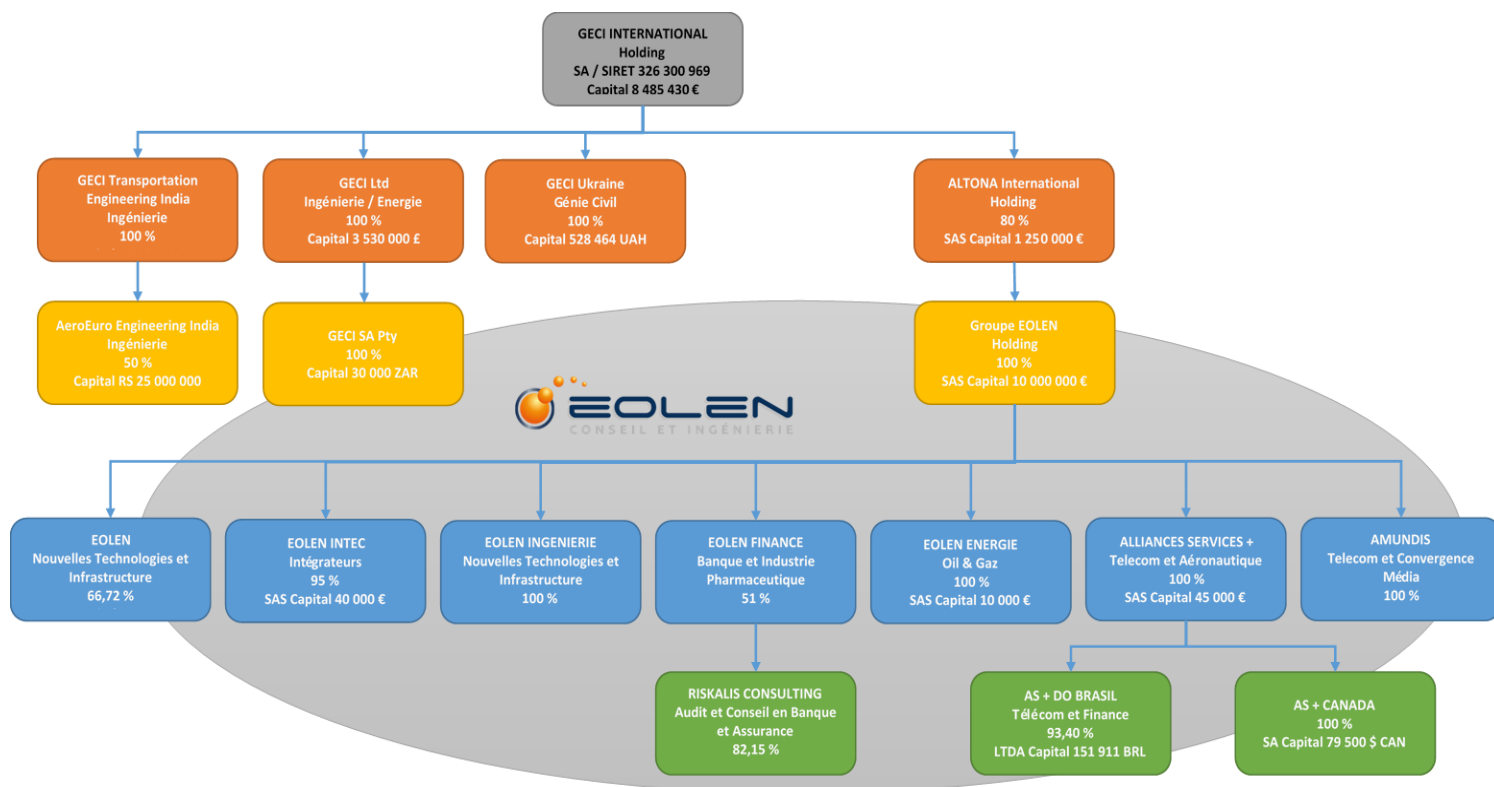 GECI INTERNATIONAL
Holding
SA / SIRET 326 300 969
Capital 8 485 430 €
GECI Transportation
Engineering India
Ingénierie
100 %
GECI Ltd
Ingénierie / Energie
100 %
Capital 3 530 000 £
GECI Ukraine
Génie Civil
100 %
Capital 528 464 UAH
ALTONA International
Holding
80 %
SAS Capital 1 250 000 €
AeroEuro Engineering India
Ingénierie
50 %
Capital RS 25 000 000
GECI SA Pty
100 %
Capital 30 000 ZAR
Groupe EOLEN
Holding
100 %
SAS Capital 10 000 000 €
EOLEN
CONSEIL ET INGÉNIERIE
EOLEN
Nouvelles Technologies et
Infrastructure
66,72 %
EOLEN INTEC
Intégrateurs
95 %
SAS Capital 40 000 €
EOLEN INGENIERIE
Nouvelles Technologies et
Infrastructure
100 %
EOLEN FINANCE
Banque et Industrie
Pharmaceutique
51 %
EOLEN ENERGIE
Oil & Gaz
100 %
SAS Capital 10 000 €
ALLIANCES SERVICES +
Telecom et Aéronautique
100 %
SAS Capital 45 000 €
AMUNDIS
Telecom et Convergence
Média
100 %
RISKALIS CONSULTING
Audit et Conseil en Banque
et Assurance
82,15 %
AS + DO BRASIL
Télécom et Finance
93,40 %
LTDA Capital 151 911 BRL
AS + CANADA
100 %
SA Capital 79 500 $ CAN